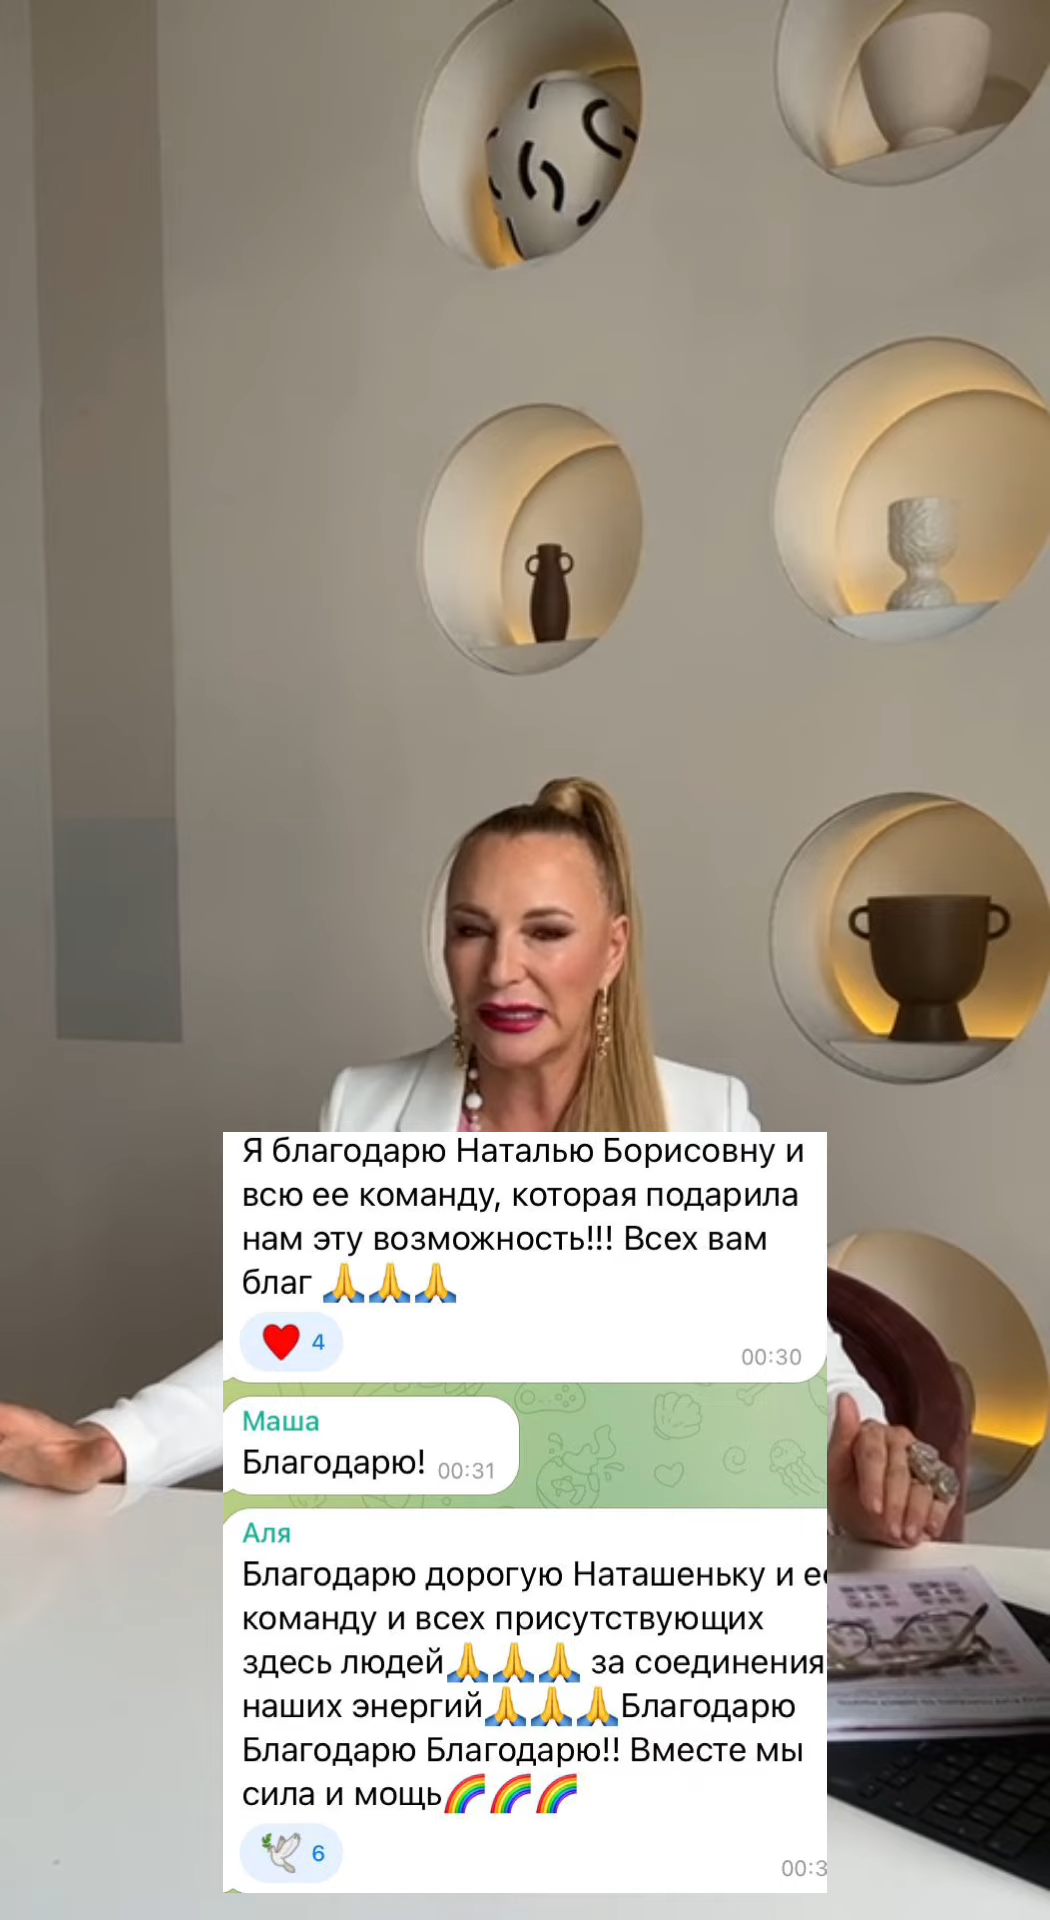 Я благодарю Наталью Борисовну и
всю ее команду, которая подарила
нам эту возможность!!! Всех вам
благ 🙏🙏🙏
❤️ 4
00:30
Маша
Благодарю! 00:31
Аля
Благодарю дорогую Наташеньку и
команду и всех присутствующих
здесь людей🙏🙏🙏 за соединения
наших энергий🙏🙏🙏Благодарю
Благодарю Благодарю!! Вместе мы
сила и мощь🌈🌈🌈
🕊️ 6